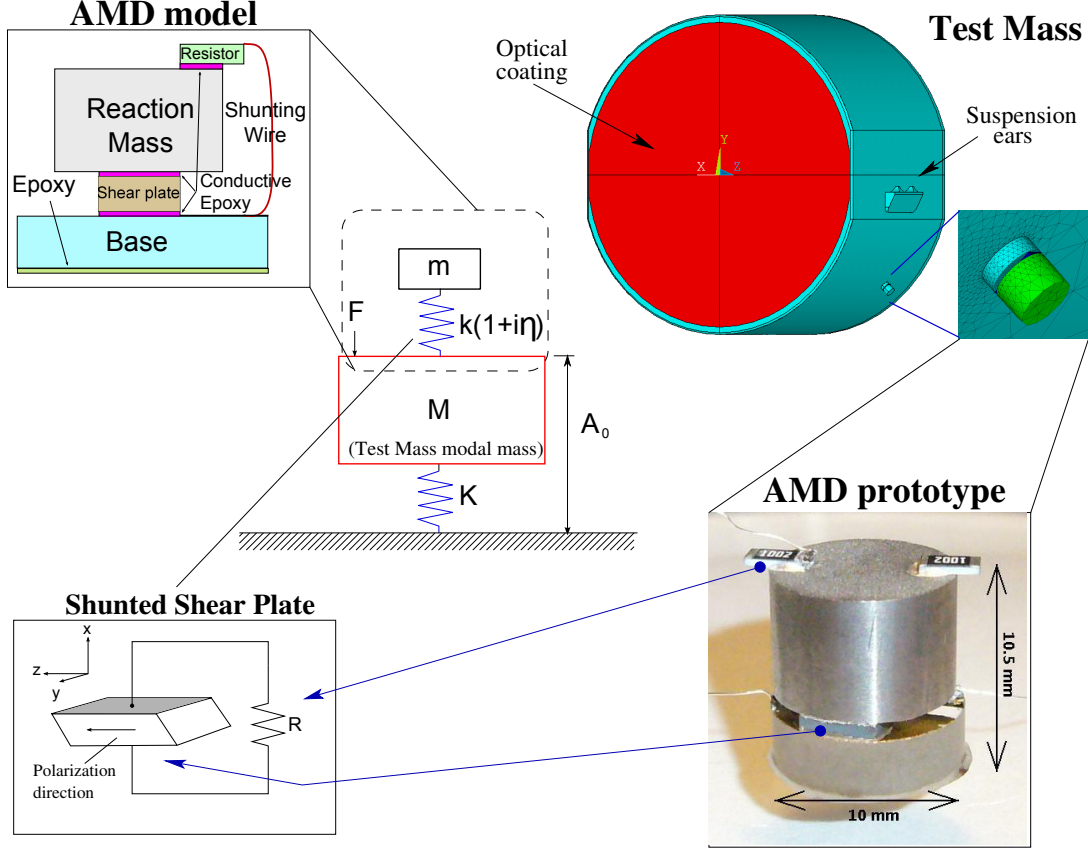 AMD model
Resistor
Reaction
Mass
Shunting
Wire
Epoxy
Shear plate
Conductive
Epoxy
Base
Test Mass
Optical
coating
Suspension
ears
Y
X
Z
m
F
k(1+iη)
M
(Test Mass modal mass)
A₀
K
AMD prototype
1002
1002
10.5 mm
10 mm
Shunted Shear Plate
x
z
y
R
Polarization
direction